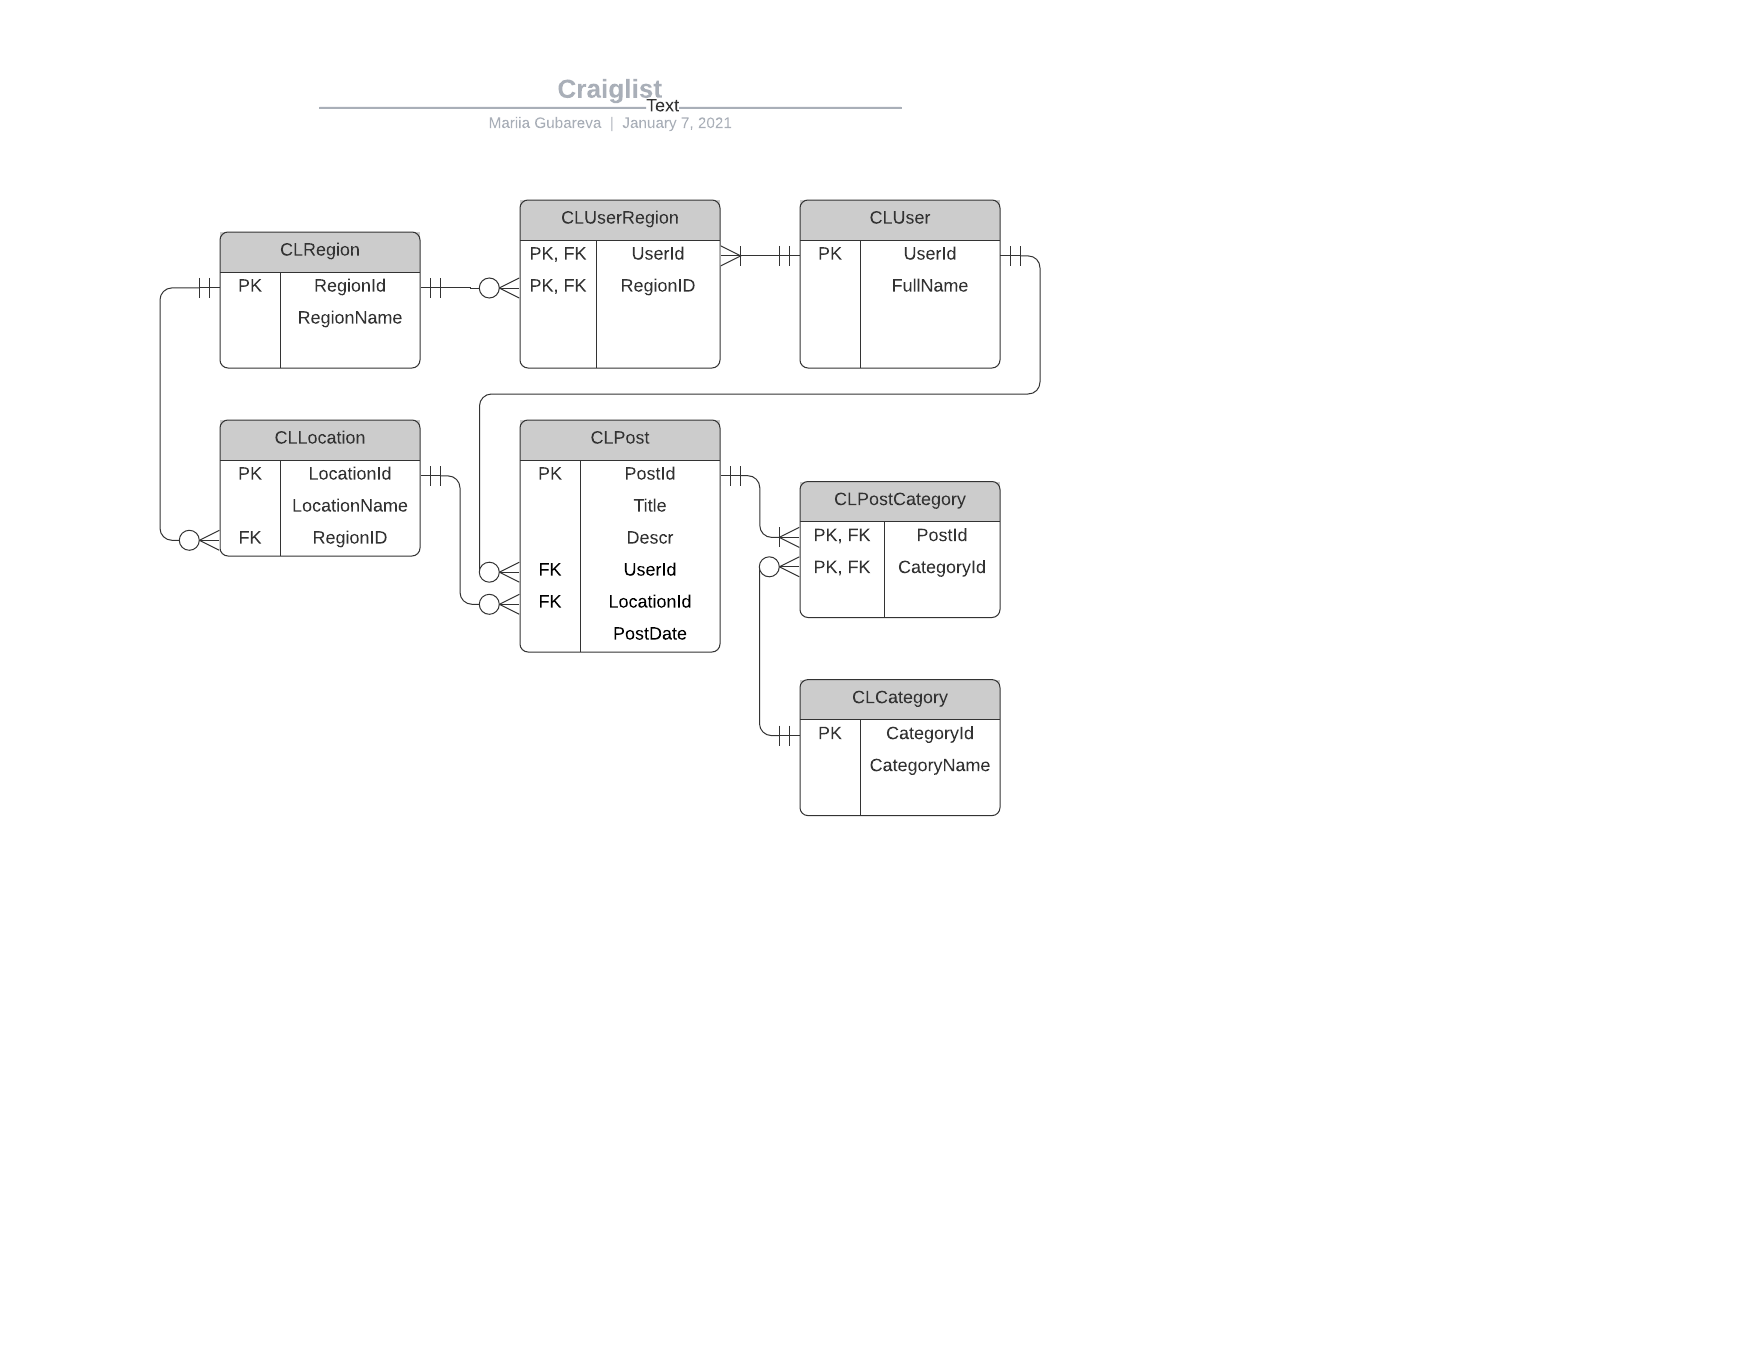 Craiglist
Text
Mariia Gubareva | January 7, 2021
CLRegion
PK RegionId
RegionName
CLUserRegion
PK, FK UserId
PK, FK RegionID
CLUser
PK UserId
FullName
CLLocation
PK LocationId
LocationName
FK RegionID
CLPost
PK PostId
Title
Descr
FK UserId
FK LocationId
PostDate
CLPostCategory
PK, FK PostId
PK, FK CategoryId
CLCategory
PK CategoryId
CategoryName